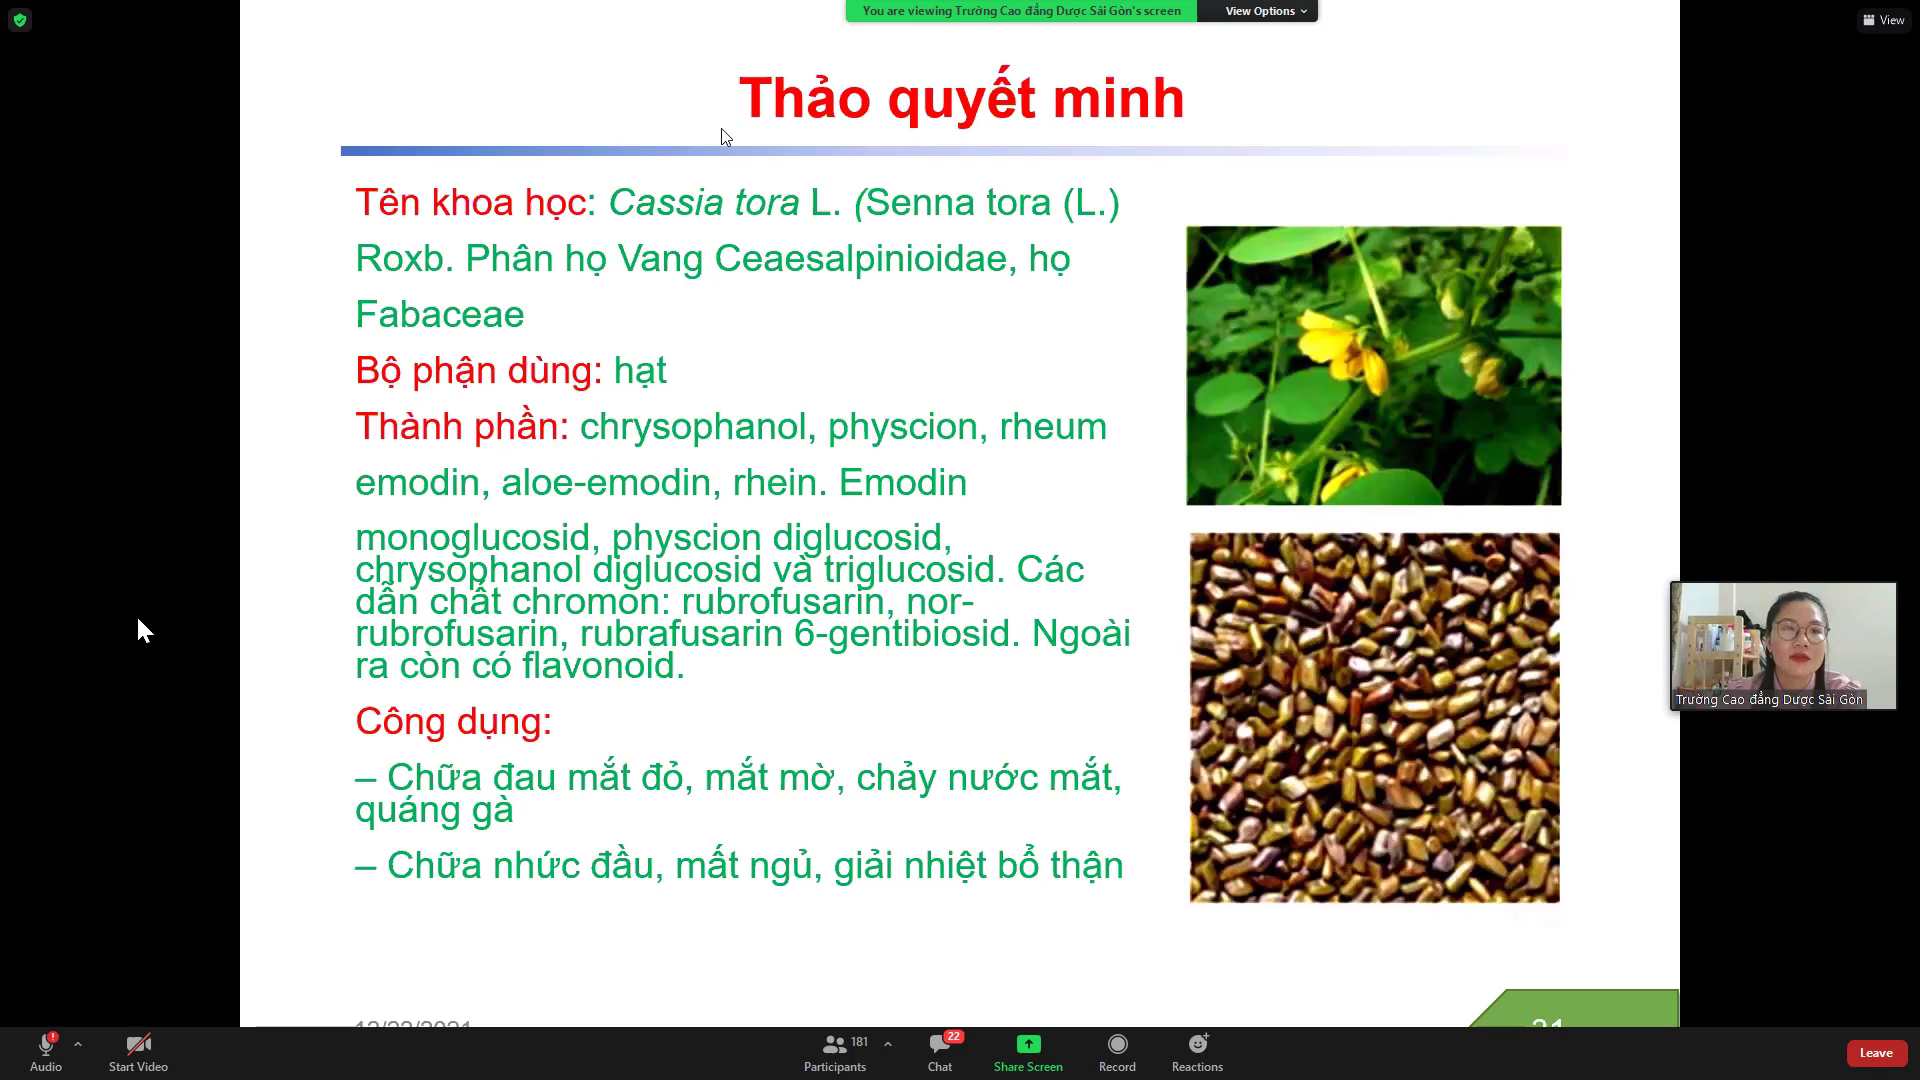 You are viewing Trường Cao đẳng Dược Sài Gòn's screen
View Options
View
Thảo quyết minh
Tên khoa học: Cassia tora L. (Senna tora (L.)
Roxb. Phân họ Vang Ceaesalpinioidae, họ
Fabaceae
Bộ phận dùng: hạt
Thành phần: chrysophanol, physcion, rheum
emodin, aloe-emodin, rhein. Emodin
monoglucosid, physcion diglucosid,
chrysophanol diglucosid và triglucosid. Các
dẫn chất chromon: rubrofusarin, nor-
rubrofusarin, rubrafusarin 6-gentibiosid. Ngoài
ra còn có flavonoid.
Công dụng:
– Chữa đau mắt đỏ, mắt mờ, chảy nước mắt,
quáng gà
– Chữa nhức đầu, mất ngủ, giải nhiệt bổ thận
Trường Cao đẳng Dược Sài Gòn
Audio
Start Video
181
Participants
22
Chat
Share Screen
Record
Reactions
Leave